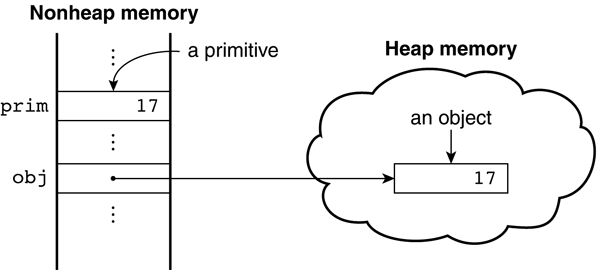 Nonheap memory
a primitive
Heap memory
prim
17
an object
obj
17